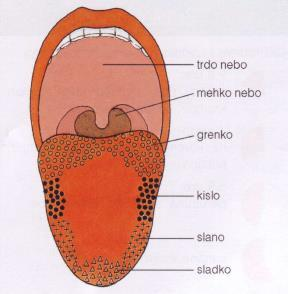 trdo nebo
mehko nebo
grenko
kislo
slano
sladko